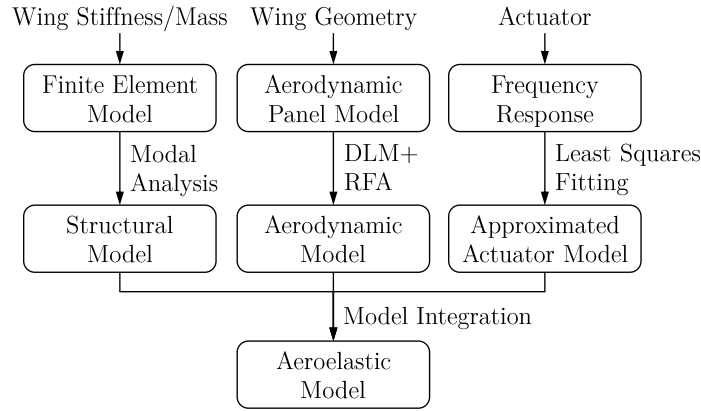 Wing Stiffness/Mass
Wing Geometry
Actuator
Finite Element
Model
Aerodynamic
Panel Model
Frequency
Response
Modal
Analysis
DLM+
RFA
Least Squares
Fitting
Structural
Model
Aerodynamic
Model
Approximated
Actuator Model
Model Integration
Aeroelastic
Model